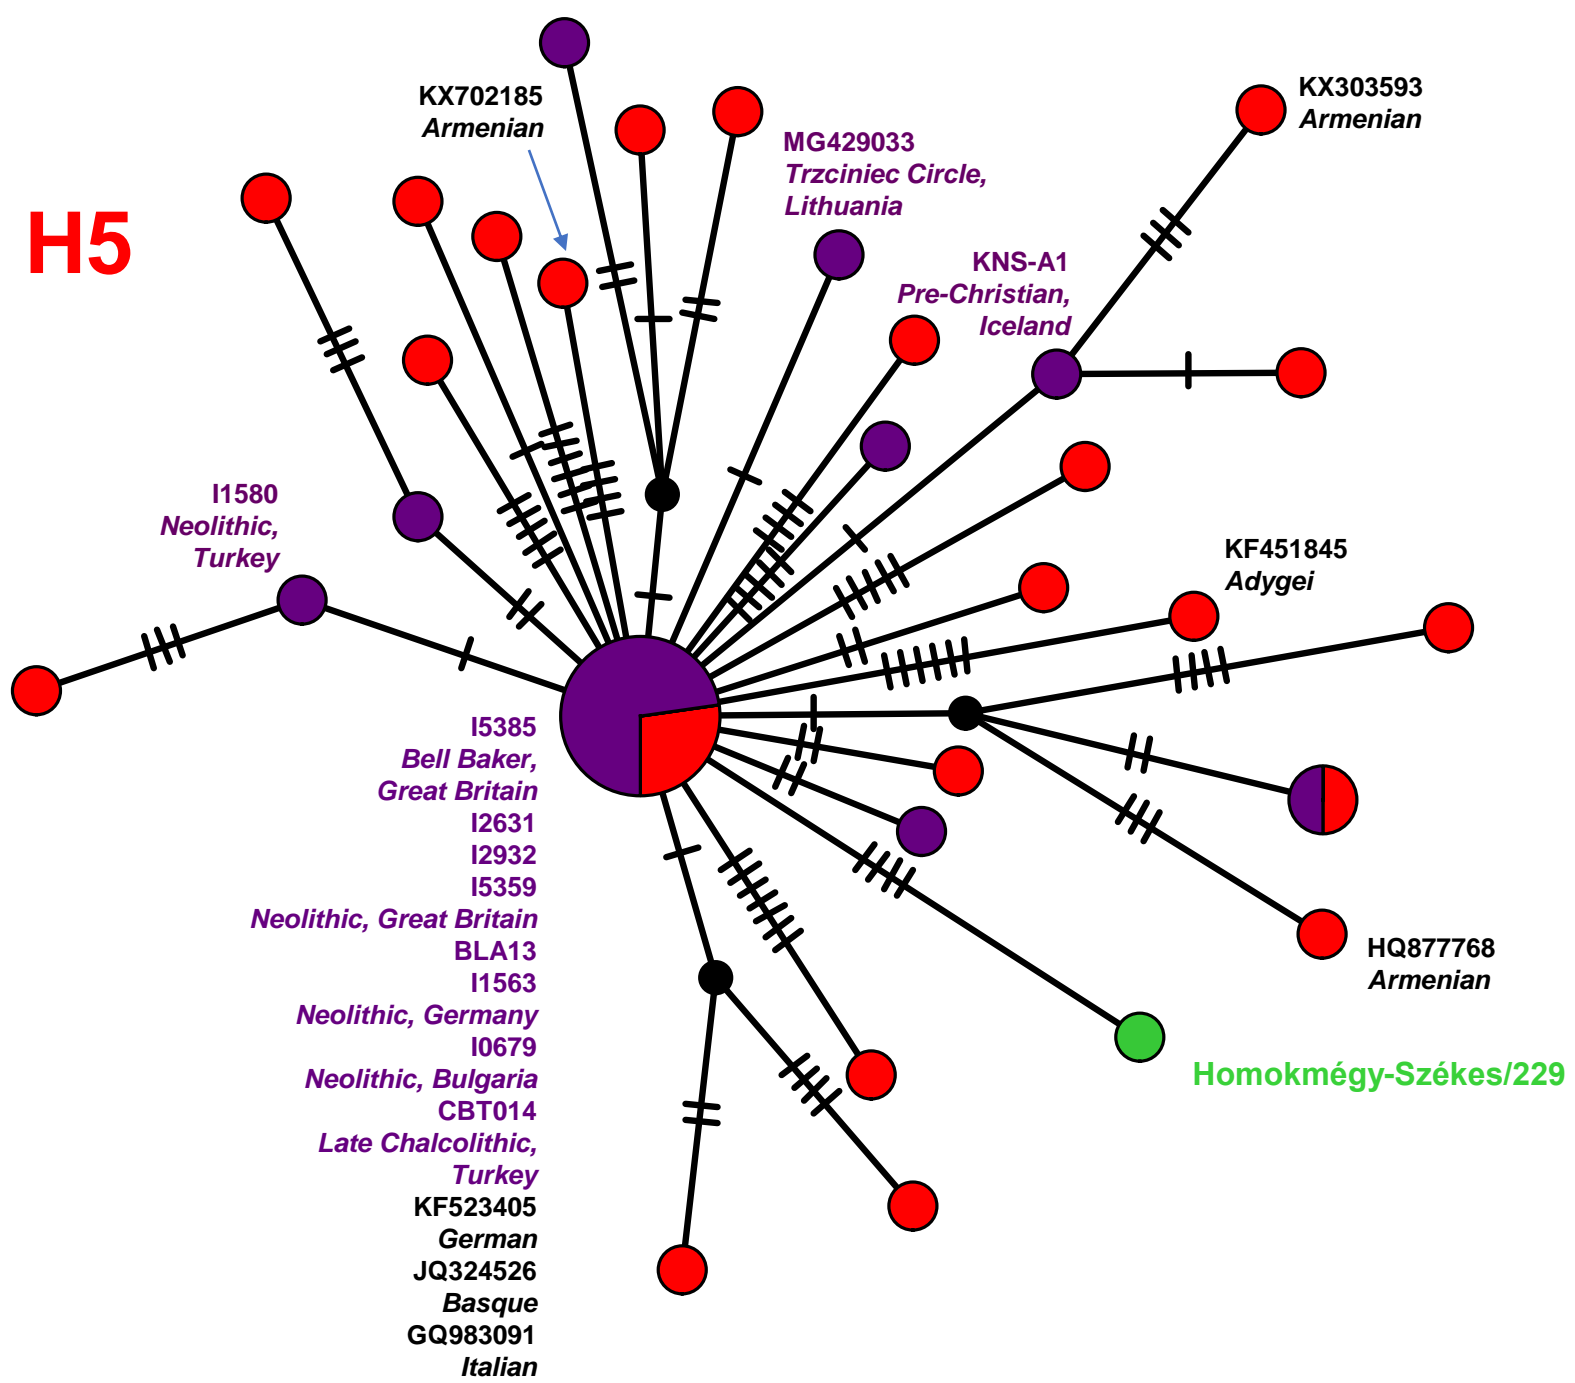 KX702185
Armenian
KX303593
Armenian
MG429033
Trzciniec Circle,
Lithuania
H5
KNS-A1
Pre-Christian,
Iceland
I1580
Neolithic,
Turkey
KF451845
Adygei
I5385
Bell Baker,
Great Britain
I2631
I2932
I5359
Neolithic, Great Britain
BLA13
I1563
Neolithic, Germany
I0679
Neolithic, Bulgaria
CBT014
Late Chalcolithic,
Turkey
KF523405
German
JQ324526
Basque
GQ983091
Italian
HQ877768
Armenian
Homokmégy-Székes/229